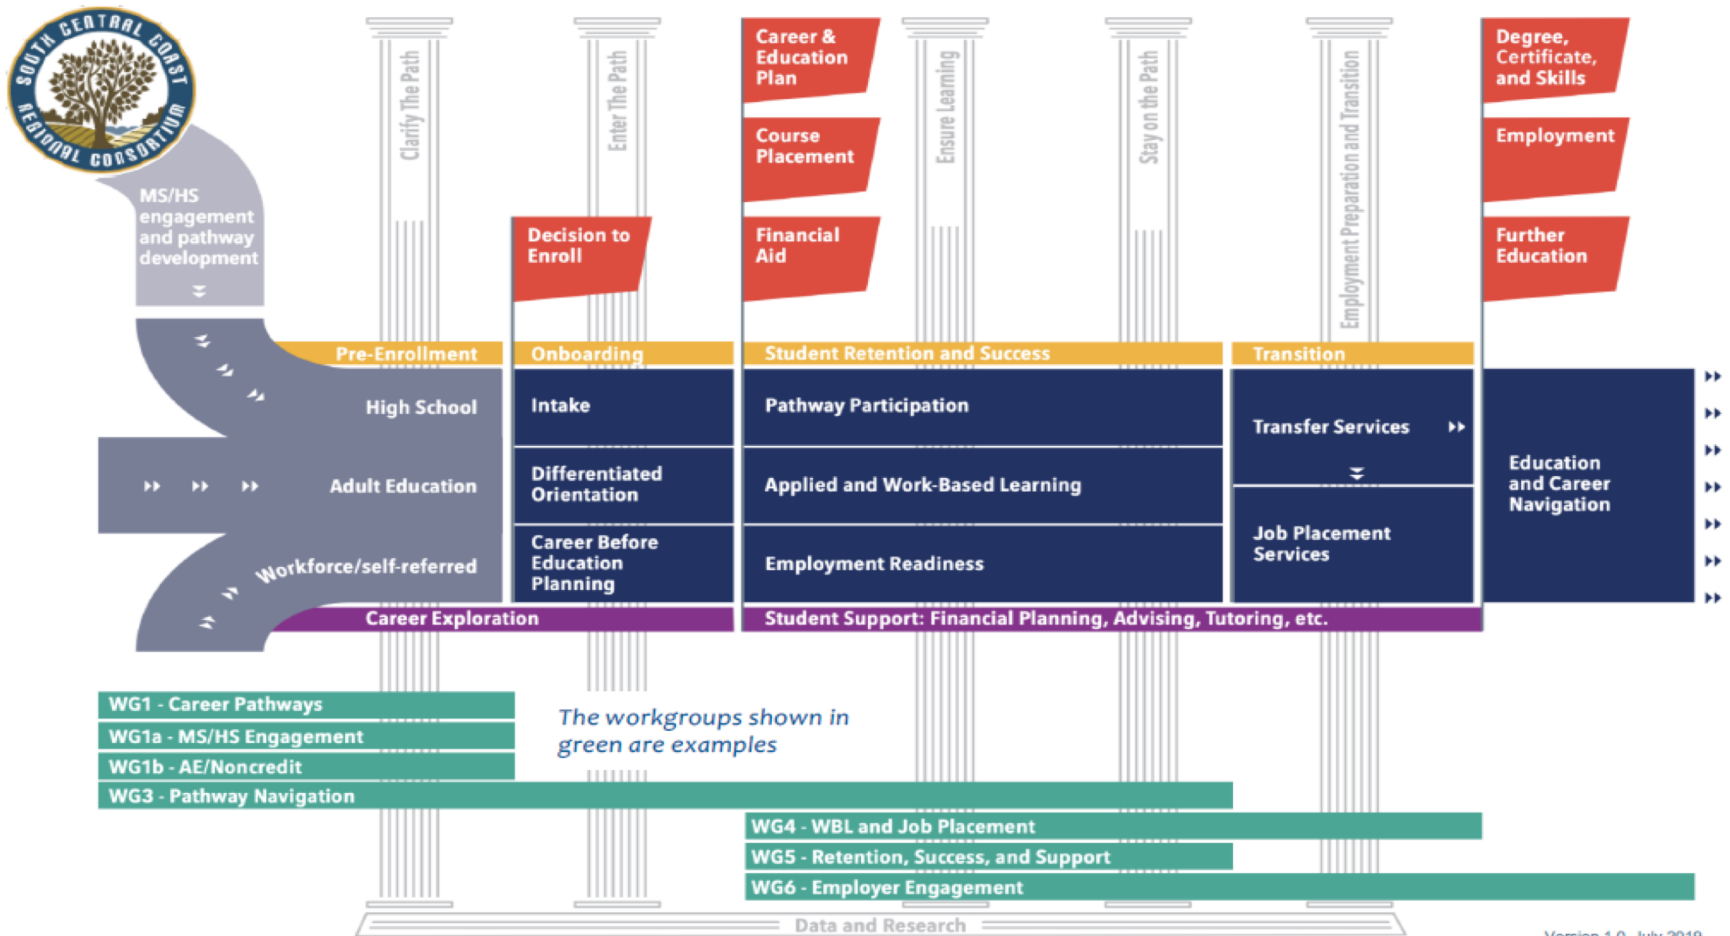 SOUTH CENTRAL COAST
REGIONAL CONSORTIUM
Clarify The Path
Enter The Path
Ensure Learning
Stay on the Path
Employment Preparation and Transition
Career &
Education
Plan
Course
Placement
Financial
Aid
Decision to
Enroll
Degree,
Certificate,
and Skills
Employment
Further
Education
MS/HS
engagement
and pathway
development
Pre-Enrollment
Onboarding
Student Retention and Success
Transition
High School
Adult Education
Workforce/self-referred
Intake
Differentiated
Orientation
Career Before
Education
Planning
Pathway Participation
Applied and Work-Based Learning
Employment Readiness
Transfer Services
Job Placement
Services
Education
and Career
Navigation
Career Exploration
Student Support: Financial Planning, Advising, Tutoring, etc.
WG1 - Career Pathways
WG1a - MS/HS Engagement
WG1b - AE/Noncredit
WG3 - Pathway Navigation
The workgroups shown in
green are examples
WG4 - WBL and Job Placement
WG5 - Retention, Success, and Support
WG6 - Employer Engagement
Data and Research
Version 1.0, July 2019